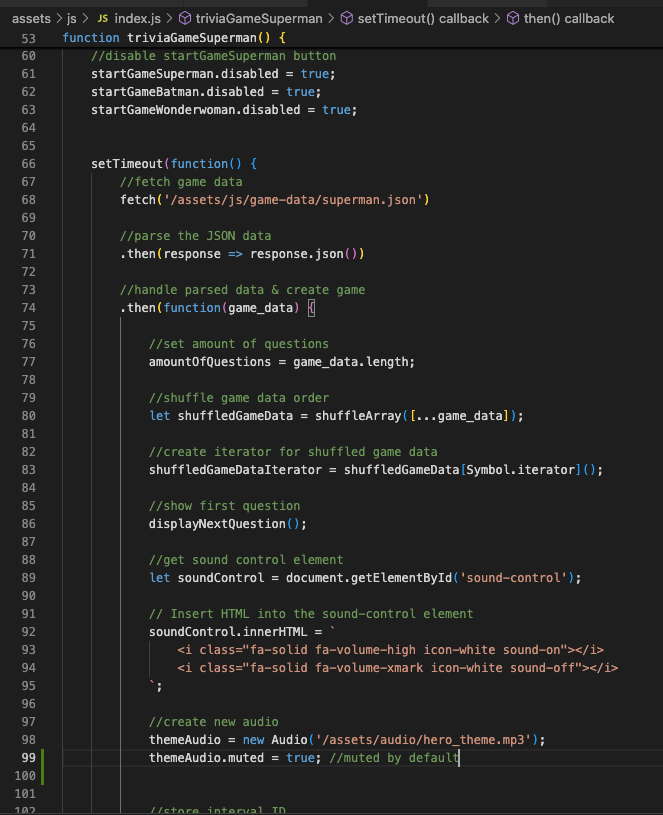 assets > js > JS index.js > triviaGameSuperman > setTimeout() callback > then() callback
53 function triviaGameSuperman() {
60 //disable startGameSuperman button
61 startGameSuperman.disabled = true;
62 startGameBatman.disabled = true;
63 startGameWonderwoman.disabled = true;
64
65
66 setTimeout(function() {
67 //fetch game data
68 fetch('/assets/js/game-data/superman.json')
69
70 //parse the JSON data
71 .then(response => response.json())
72
73 //handle parsed data & create game
74 .then(function(game_data) {
75
76 //set amount of questions
77 amountOfQuestions = game_data.length;
78
79 //shuffle game data order
80 let shuffledGameData = shuffleArray([...game_data]);
81
82 //create iterator for shuffled game data
83 shuffledGameDataIterator = shuffledGameData[Symbol.iterator]();
84
85 //show first question
86 displayNextQuestion();
87
88 //get sound control element
89 let soundControl = document.getElementById('sound-control');
90
91 // Insert HTML into the sound-control element
92 soundControl.innerHTML = `
93 <i class="fa-solid fa-volume-high icon-white sound-on"></i>
94 <i class="fa-solid fa-volume-xmark icon-white sound-off"></i>
95 `;
96
97 //create new audio
98 themeAudio = new Audio('/assets/audio/hero_theme.mp3');
99 themeAudio.muted = true; //muted by default
100
101
102 //store interval ID